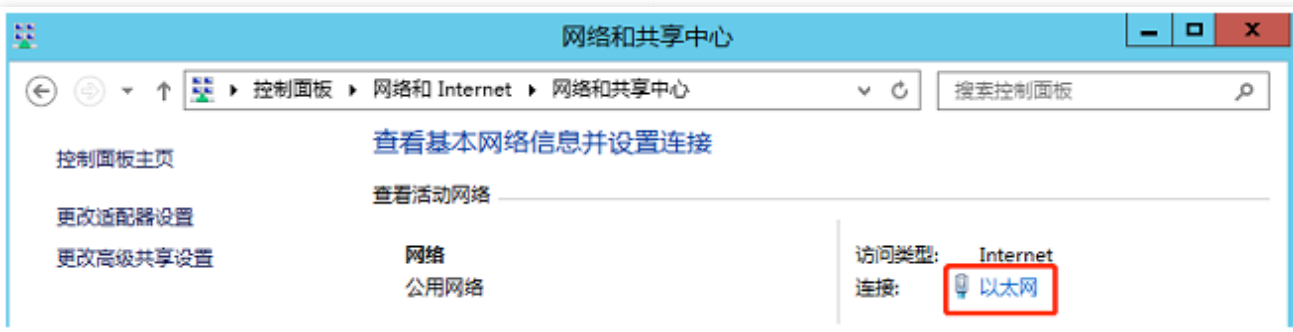 网络和共享中心
控制面板 网络和 Internet 网络和共享中心 搜索控制面板
控制面板主页
更改适配器设置
更改高级共享设置
查看基本网络信息并设置连接
查看活动网络
网络
公用网络
访问类型: Internet
连接: 以太网